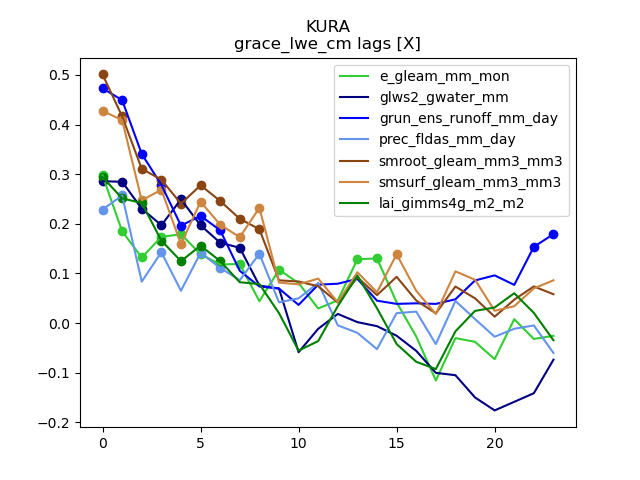 KURA
grace_lwe_cm lags [X]
e_gleam_mm_mon
glws2_gwater_mm
grun_ens_runoff_mm_day
prec_fldas_mm_day
smroot_gleam_mm3_mm3
smsurf_gleam_mm3_mm3
lai_gimms4g_m2_m2
0.5
0.4
0.3
0.2
0.1
0.0
−0.1
−0.2
0 5 10 15 20